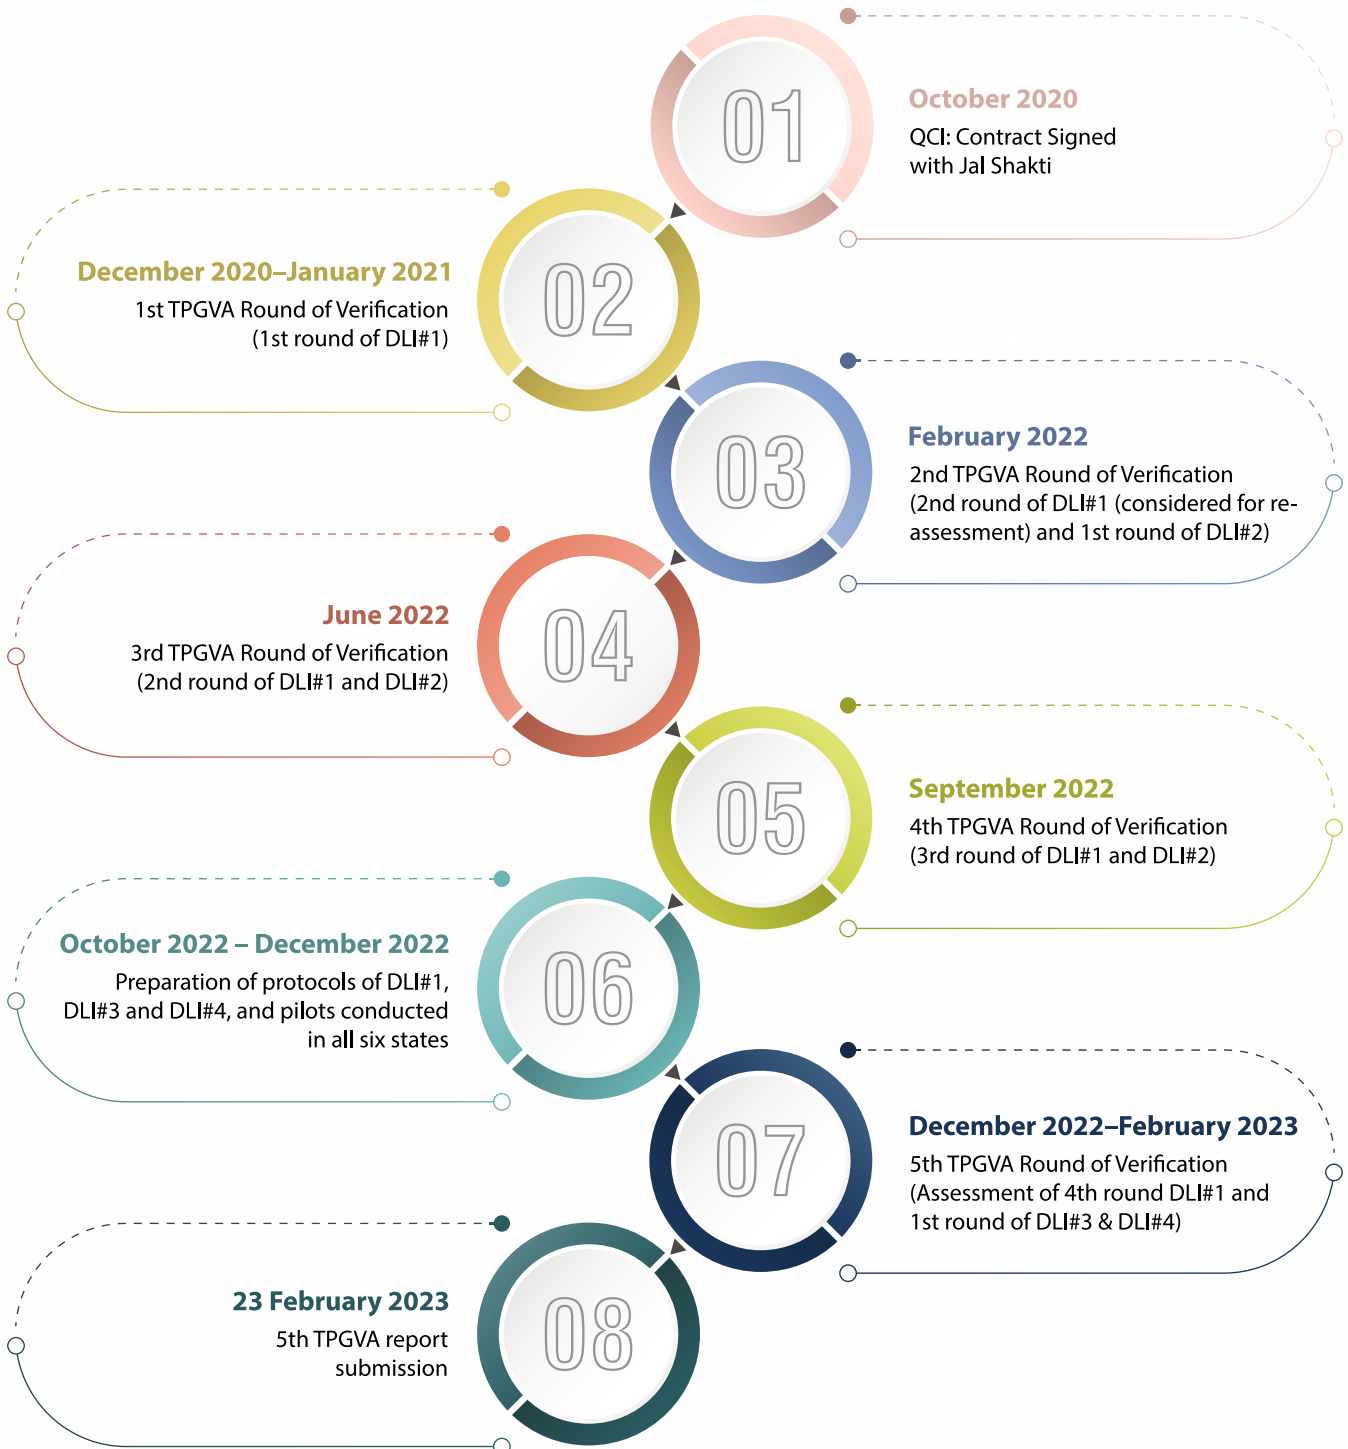 01
October 2020
QCI: Contract Signed
with Jal Shakti
02
December 2020–January 2021
1st TPGVA Round of Verification
(1st round of DLI#1)
03
February 2022
2nd TPGVA Round of Verification
(2nd round of DLI#1 (considered for re-
assessment) and 1st round of DLI#2)
04
June 2022
3rd TPGVA Round of Verification
(2nd round of DLI#1 and DLI#2)
05
September 2022
4th TPGVA Round of Verification
(3rd round of DLI#1 and DLI#2)
06
October 2022 – December 2022
Preparation of protocols of DLI#1,
DLI#3 and DLI#4, and pilots conducted
in all six states
07
December 2022–February 2023
5th TPGVA Round of Verification
(Assessment of 4th round DLI#1 and
1st round of DLI#3 & DLI#4)
08
23 February 2023
5th TPGVA report
submission